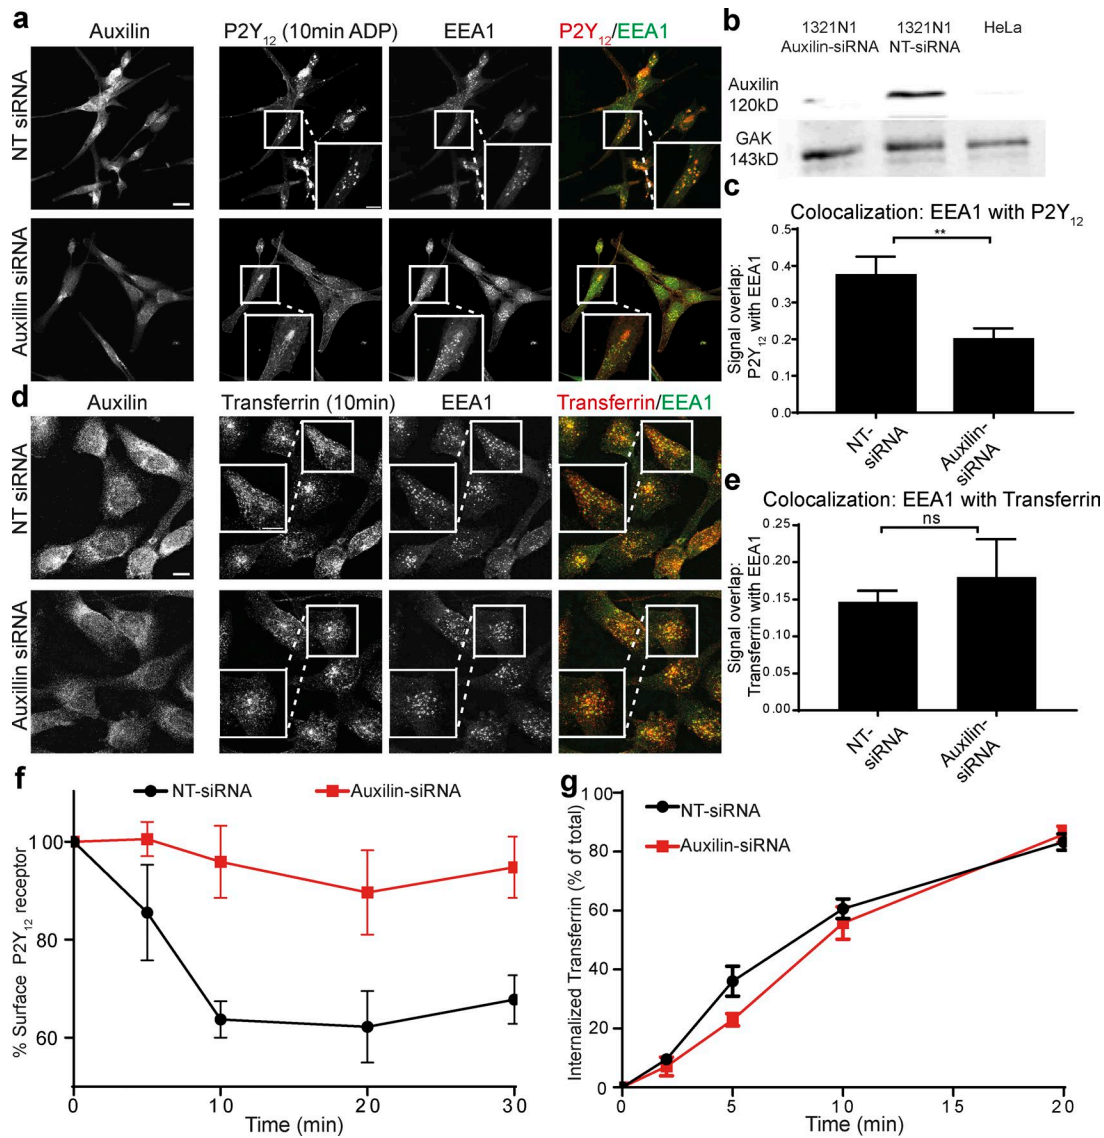 a
Auxilin
P2Y12 (10min ADP)
EEA1
P2Y12/EEA1
NT siRNA
Auxilin siRNA
b
1321N1
Auxilin-siRNA
1321N1
NT-siRNA
HeLa
Auxilin
120kD
GAK
143kD
c
Colocalization: EEA1 with P2Y12
Signal overlap:
P2Y12 with EEA1
0.5
0.4
0.3
0.2
0.1
0.0
**
NT-
siRNA
Auxilin-
siRNA
d
Auxilin
Transferrin (10min)
EEA1
Transferrin/EEA1
NT siRNA
Auxilin siRNA
e
Colocalization: EEA1 with Transferrin
Signal overlap:
Transferrin with EEA1
0.25
0.20
0.15
0.10
0.05
0.00
ns
NT-
siRNA
Auxilin-
siRNA
f
NT-siRNA
Auxilin-siRNA
% Surface P2Y12 receptor
100
80
60
0
10
20
30
Time (min)
g
NT-siRNA
Auxilin-siRNA
Internalized Transferrin (% of total)
100
80
60
40
20
0
0
5
10
15
20
Time (min)